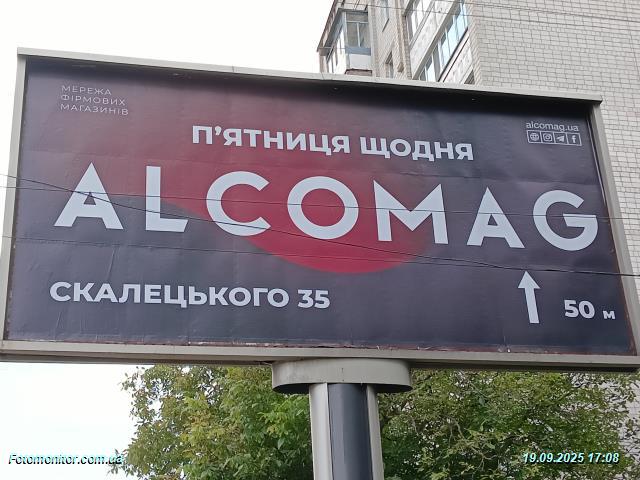 МЕРЕЖА
ФІРМОВИХ
МАГАЗИНІВ
alcomag.ua
П'ЯТНИЦЯ ЩОДНЯ
ALCOMAG
СКАЛЕЦЬКОГО 35
50 м
Fotomonitor.com.ua
19.09.2025 17:08